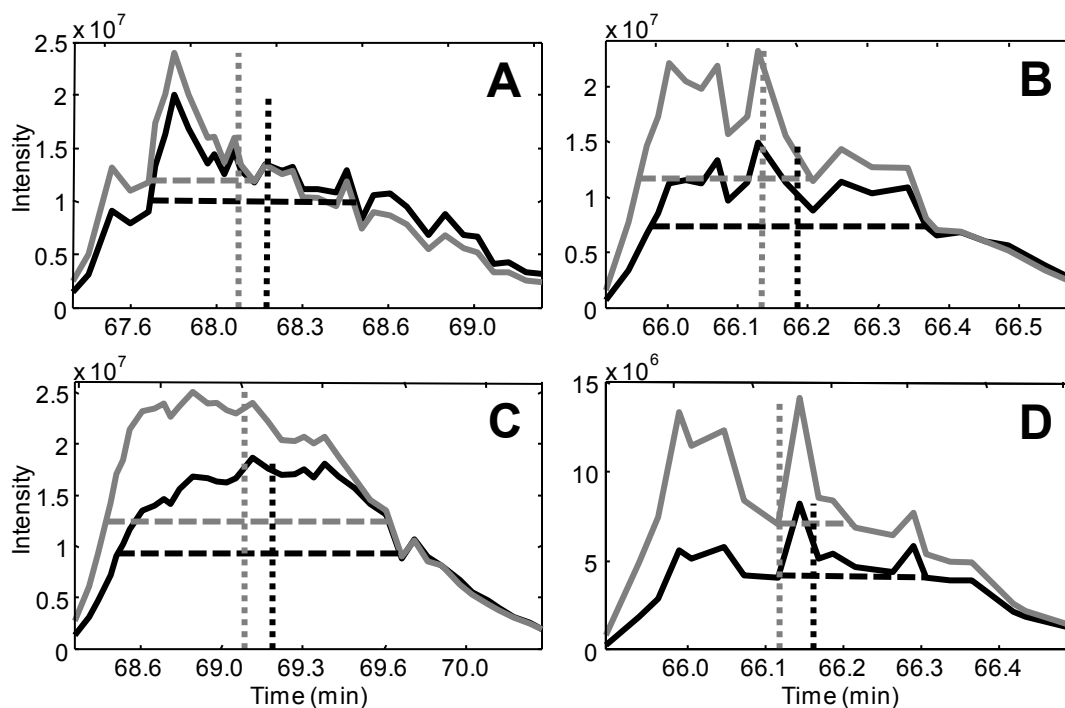 x 10^7
A
Intensity
2.5
2
1.5
1
0.5
0
67.6 68.0 68.3 68.6 69.0
x 10^7
B
2
1.5
1
0.5
0
66.0 66.1 66.2 66.3 66.4 66.5
x 10^7
C
Intensity
2.5
2
1.5
10
0.5
0
68.6 69.0 69.3 69.6 70.0
Time (min)
x 10^6
D
15
10
5
0
66.0 66.1 66.2 66.3 66.4
Time (min)